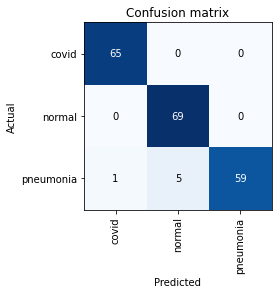 Confusion matrix
Actual
covid 65 0 0
normal 0 69 0
pneumonia 1 5 59
covid normal pneumonia
Predicted